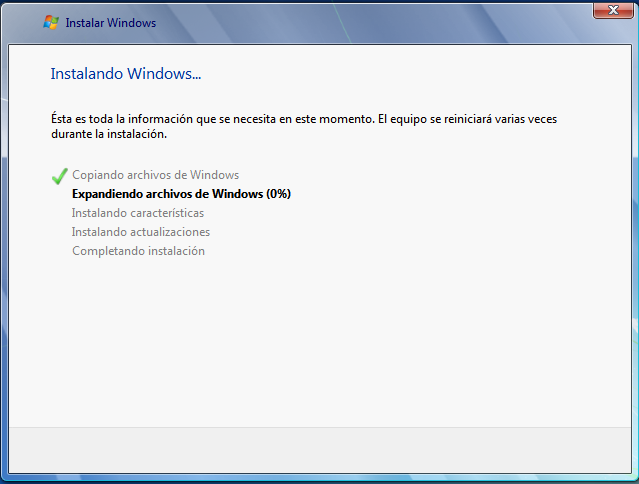 Instalar Windows
Instalando Windows...
Ésta es toda la información que se necesita en este momento. El equipo se reiniciará varias veces
durante la instalación.
Copiando archivos de Windows
Expandiendo archivos de Windows (0%)
Instalando características
Instalando actualizaciones
Completando instalación